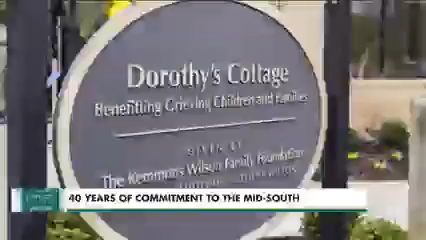 Dorothy's Cottage
Benefitting Grieving Children and Families
The Kemmons Wilson Family Foundation
40 YEARS OF COMMITMENT TO THE MID-SOUTH